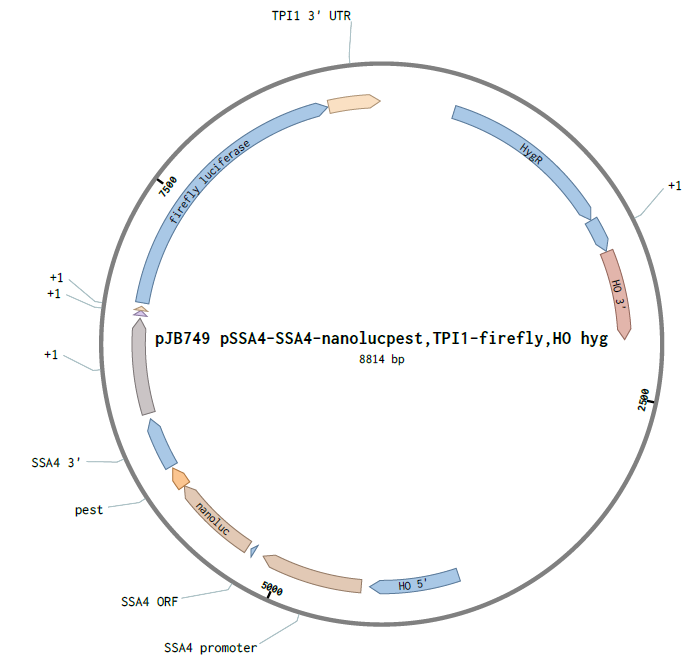 TPI1 3' UTR
HygR
firefly luciferase
7500
+1
HO 3'
+1
+1
pJB749 pSSA4-SSA4-nanolucpest,TPI1-firefly,HO hyg
+1
8814 bp
2500
SSA4 3'
pest
nanoluc
HO 5'
5000
SSA4 ORF
SSA4 promoter